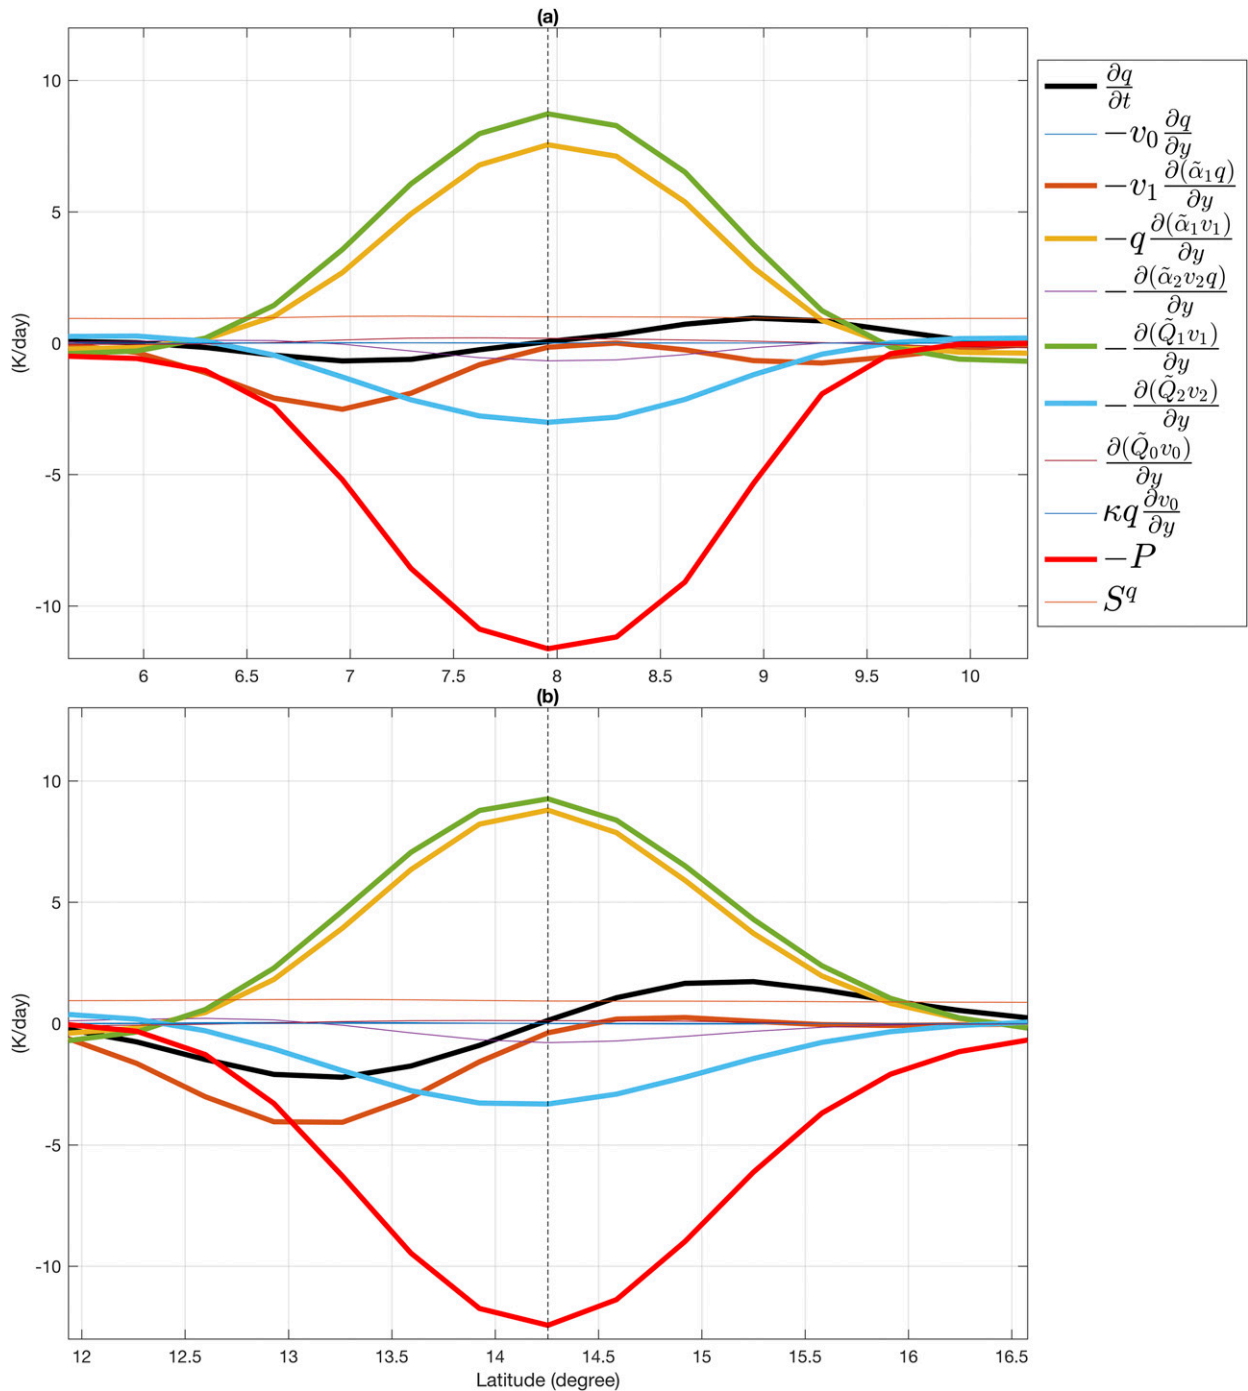 (a)
10
5
0
-5
-10
(K/day)
6 6.5 7 7.5 8 8.5 9 9.5 10
∂q/∂t
−v₀ ∂q/∂y
−v₁ ∂(α̃₁q)/∂y
−q ∂(α̃₁v₁)/∂y
−∂(α̃₂v₂q)/∂y
−∂(Q̃₁v₁)/∂y
−∂(Q̃₂v₂)/∂y
∂(Q̃₀v₀)/∂y
κq ∂v₀/∂y
−P
S^q
(b)
10
5
0
-5
-10
(K/day)
12 12.5 13 13.5 14 14.5 15 15.5 16 16.5
Latitude (degree)